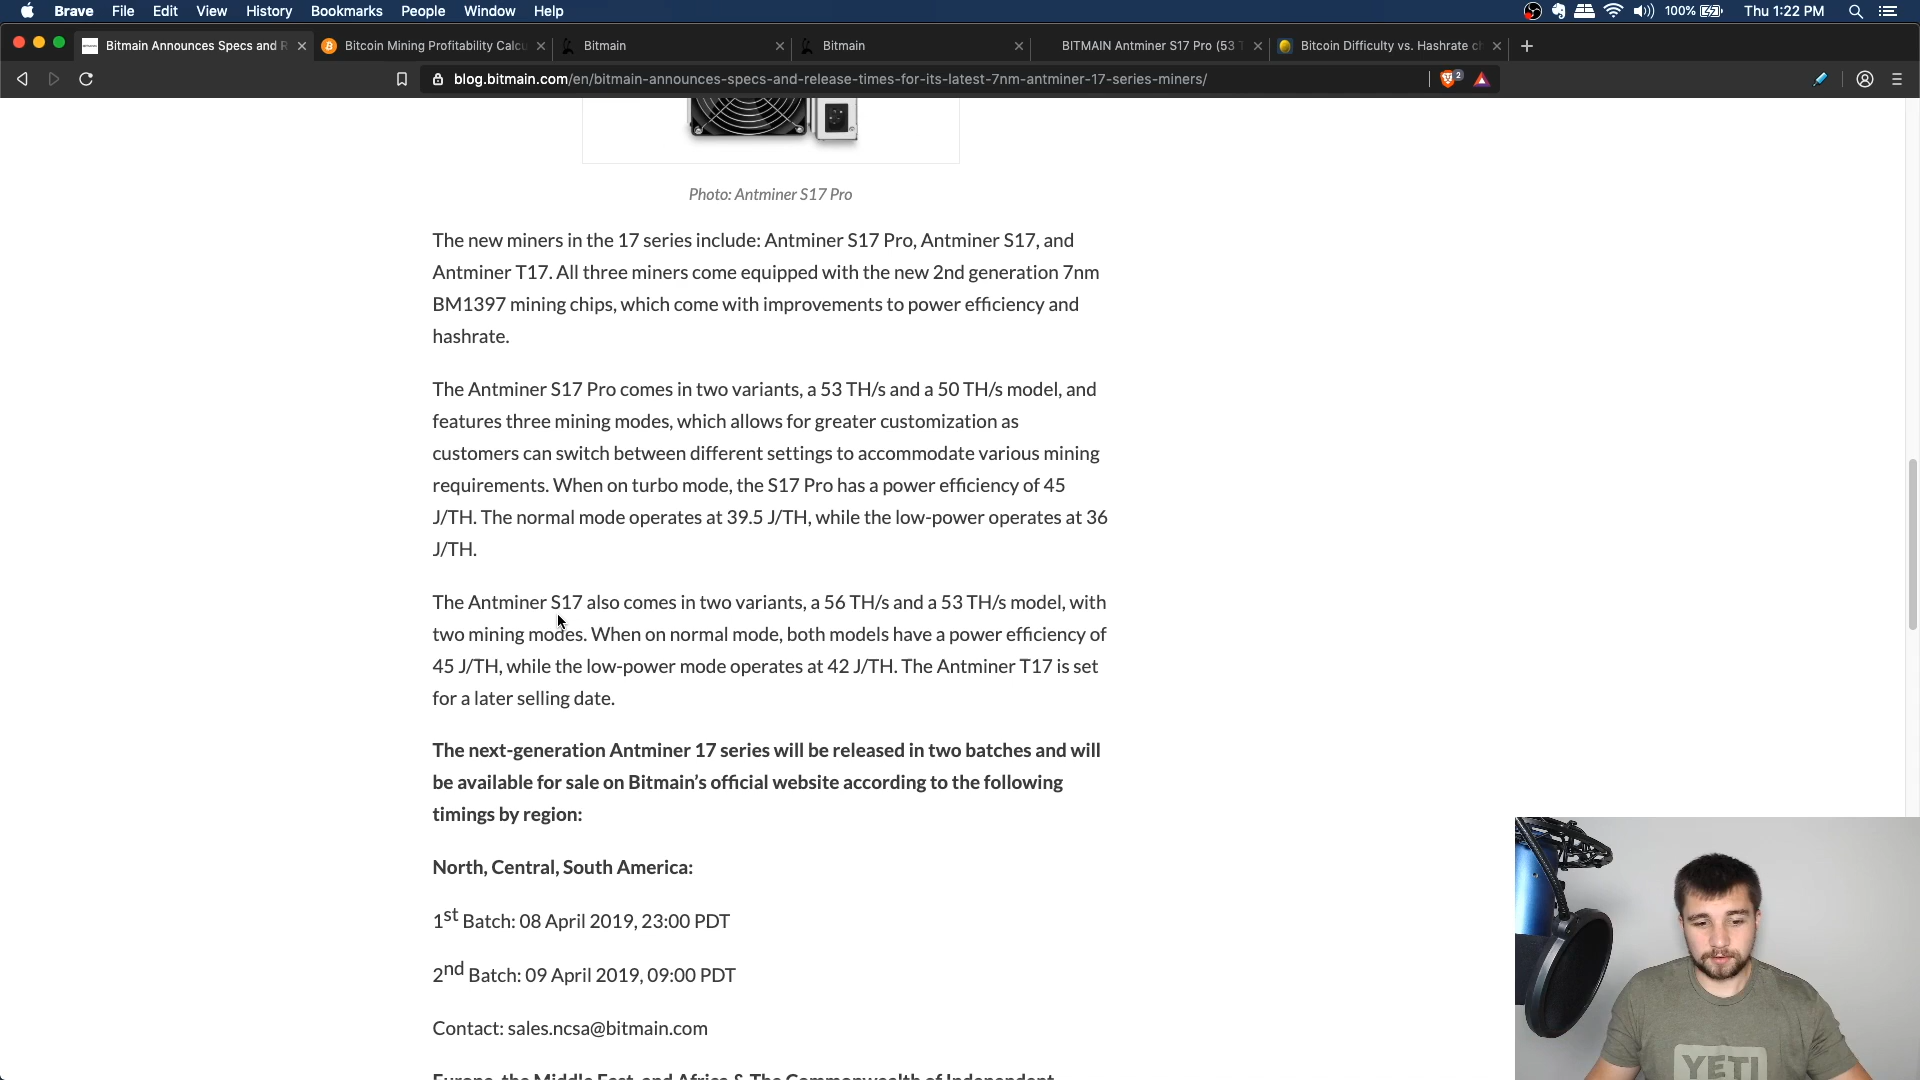 Brave File Edit View History Bookmarks People Window Help 100% Thu 1:22 PM
Bitmain Announces Specs and R Bitcoin Mining Profitability Calcu Bitmain Bitmain BITMAIN Antminer S17 Pro (53 T Bitcoin Difficulty vs. Hashrate c
blog.bitmain.com/en/bitmain-announces-specs-and-release-times-for-its-latest-7nm-antminer-17-series-miners/ 2
Photo: Antminer S17 Pro
The new miners in the 17 series include: Antminer S17 Pro, Antminer S17, and
Antminer T17. All three miners come equipped with the new 2nd generation 7nm
BM1397 mining chips, which come with improvements to power efficiency and
hashrate.
The Antminer S17 Pro comes in two variants, a 53 TH/s and a 50 TH/s model, and
features three mining modes, which allows for greater customization as
customers can switch between different settings to accommodate various mining
requirements. When on turbo mode, the S17 Pro has a power efficiency of 45
J/TH. The normal mode operates at 39.5 J/TH, while the low-power operates at 36
J/TH.
The Antminer S17 also comes in two variants, a 56 TH/s and a 53 TH/s model, with
two mining modes. When on normal mode, both models have a power efficiency of
45 J/TH, while the low-power mode operates at 42 J/TH. The Antminer T17 is set
for a later selling date.
The next-generation Antminer 17 series will be released in two batches and will
be available for sale on Bitmain’s official website according to the following
timings by region:
North, Central, South America:
1st Batch: 08 April 2019, 23:00 PDT
2nd Batch: 09 April 2019, 09:00 PDT
Contact: sales.ncsa@bitmain.com
Europe, the Middle East, and Africa & The Commonwealth of Independent
YETI